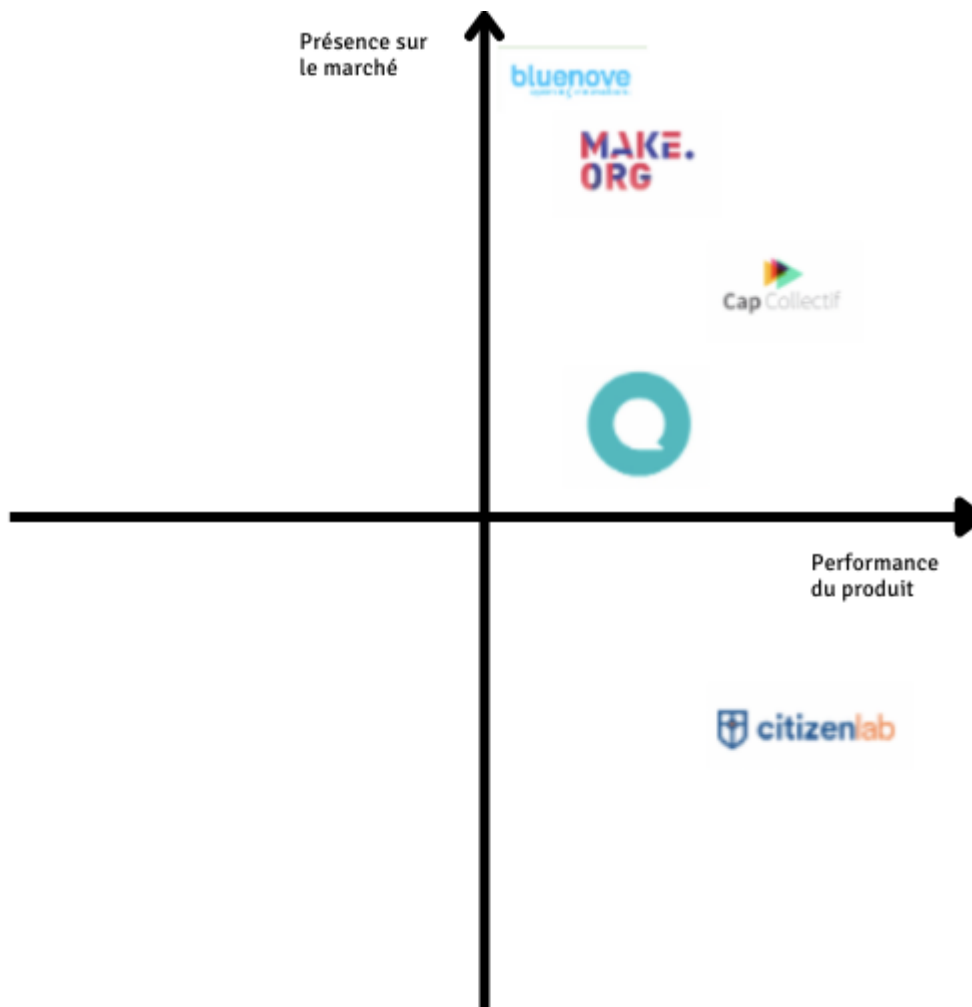 Présence sur
le marché
bluenove
MAKE.
ORG
Cap Collectif
Performance
du produit
citizenlab